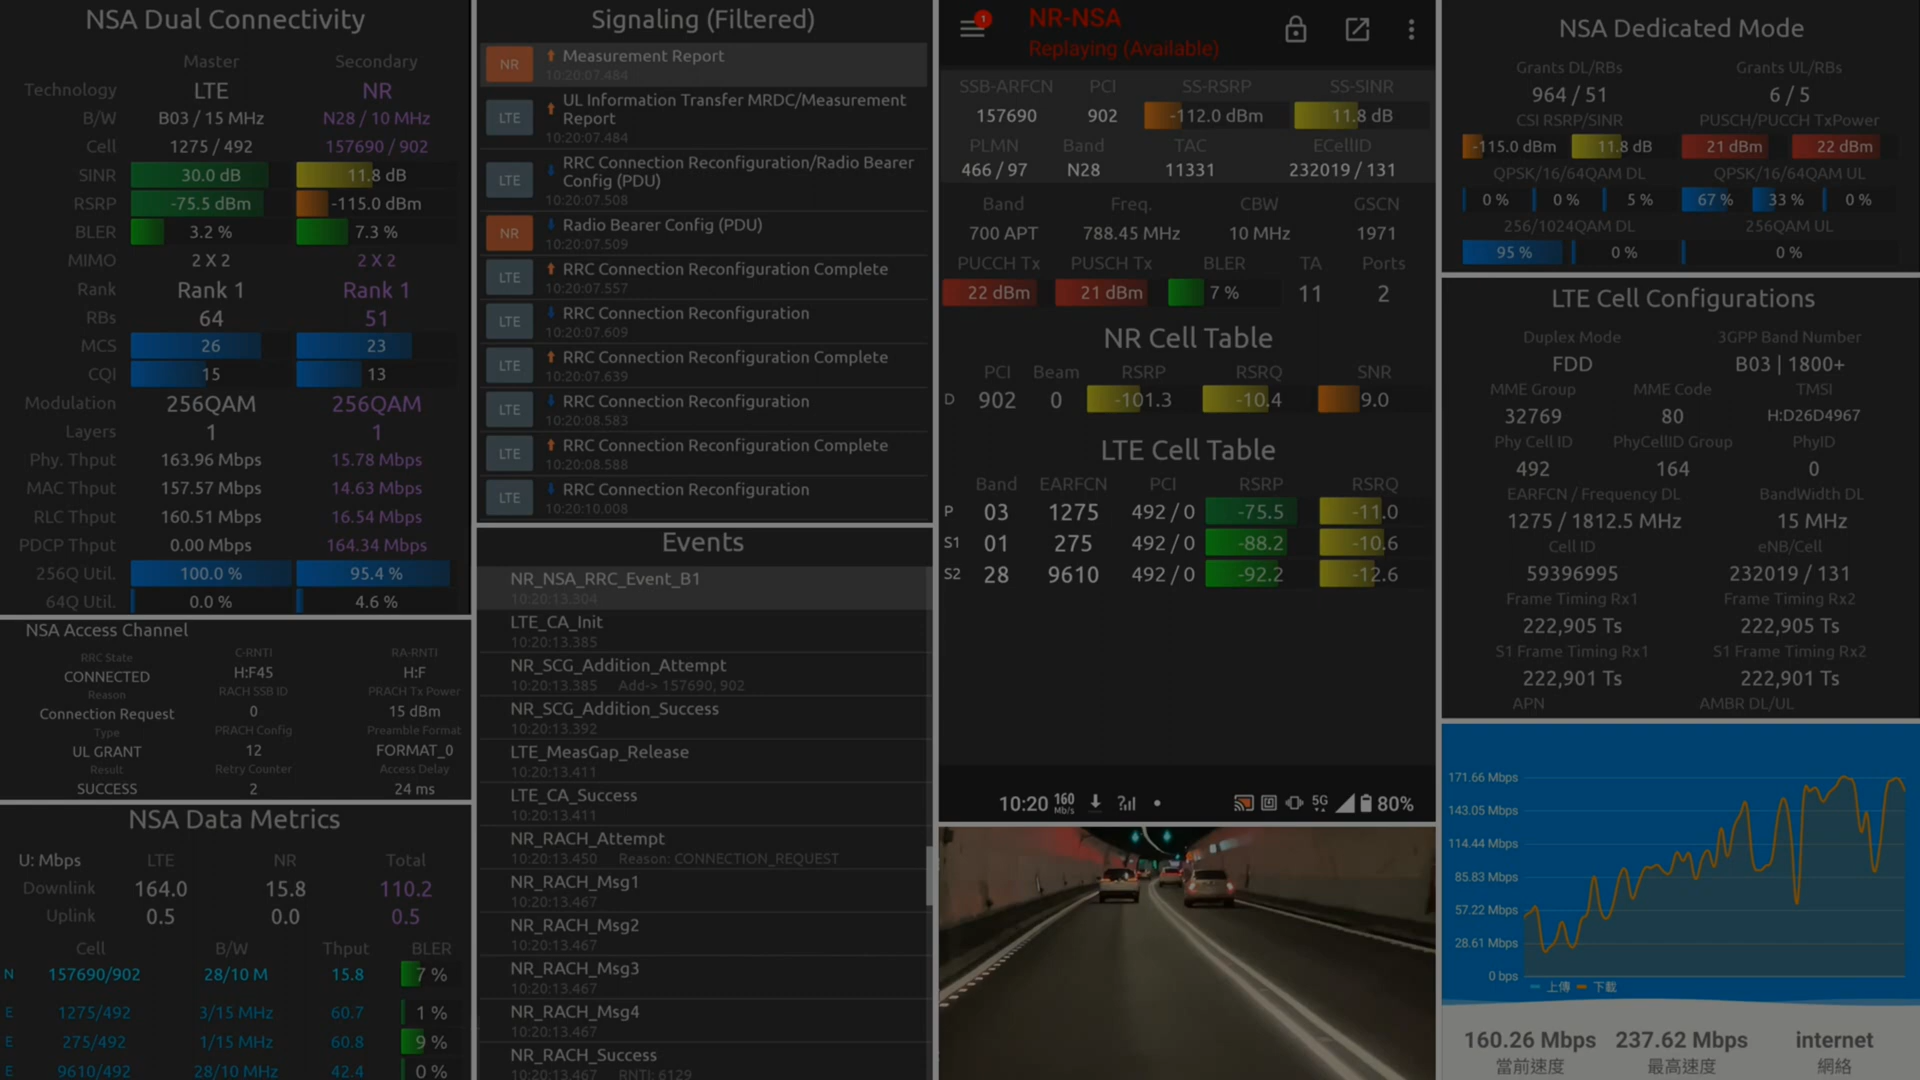 NSA Dual Connectivity
Master Secondary
Technology LTE NR
B/W B03 / 15 MHz N28 / 10 MHz
Cell 1275 / 492 157690 / 902
SINR 30.0 dB 11.8 dB
RSRP -75.5 dBm -115.0 dBm
BLER 3.2 % 7.3 %
MIMO 2 X 2 2 X 2
Rank Rank 1 Rank 1
RBs 64 51
MCS 26 23
CQI 15 13
Modulation 256QAM 256QAM
Layers 1 1
Phy. Thput 163.96 Mbps 15.78 Mbps
MAC Thput 157.57 Mbps 14.63 Mbps
RLC Thput 160.51 Mbps 16.54 Mbps
PDCP Thput 0.00 Mbps 164.34 Mbps
256Q Util. 100.0 % 95.4 %
64Q Util. 0.0 % 4.6 %
NSA Access Channel
RRC State C-RNTI RA-RNTI
CONNECTED H:F45 H:F
Reason RACH SSB ID PRACH Tx Power
Connection Request 0 15 dBm
Type PRACH Config Preamble Format
UL GRANT 12 FORMAT_0
Result Retry Counter Access Delay
SUCCESS 2 24 ms
NSA Data Metrics
U: Mbps LTE NR Total
Downlink 164.0 15.8 110.2
Uplink 0.5 0.0 0.5
Cell B/W Thput BLER
N 157690/902 28/10 M 15.8 7 %
E 1275/492 3/15 MHz 60.7 1 %
E 275/492 1/15 MHz 60.8 9 %
E 9610/492 28/10 MHz 42.4 0 %
Signaling (Filtered)
NR Measurement Report
10:20:07.484
LTE UL Information Transfer MRDC/Measurement
Report
10:20:07.484
LTE RRC Connection Reconfiguration/Radio Bearer
Config (PDU)
10:20:07.508
NR Radio Bearer Config (PDU)
10:20:07.509
LTE RRC Connection Reconfiguration Complete
10:20:07.557
LTE RRC Connection Reconfiguration
10:20:07.609
LTE RRC Connection Reconfiguration Complete
10:20:07.639
LTE RRC Connection Reconfiguration
10:20:08.583
LTE RRC Connection Reconfiguration Complete
10:20:08.588
LTE RRC Connection Reconfiguration
10:20:10.008
Events
NR_NSA_RRC_Event_B1
10:20:13.304
LTE_CA_Init
10:20:13.385
NR_SCG_Addition_Attempt
10:20:13.385 Add-> 157690, 902
NR_SCG_Addition_Success
10:20:13.392
LTE_MeasGap_Release
10:20:13.411
LTE_CA_Success
10:20:13.411
NR_RACH_Attempt
10:20:13.450 Reason: CONNECTION_REQUEST
NR_RACH_Msg1
10:20:13.467
NR_RACH_Msg2
10:20:13.467
NR_RACH_Msg3
10:20:13.467
NR_RACH_Msg4
10:20:13.467
NR_RACH_Success
10:20:13.467 RNTI: 6129
1 NR-NSA
Replaying (Available)
SSB-ARFCN PCI SS-RSRP SS-SINR
157690 902 -112.0 dBm 11.8 dB
PLMN Band TAC ECellID
466 / 97 N28 11331 232019 / 131
Band Freq. CBW GSCN
700 APT 788.45 MHz 10 MHz 1971
PUCCH Tx PUSCH Tx BLER TA Ports
22 dBm 21 dBm 7 % 11 2
NR Cell Table
PCI Beam RSRP RSRQ SNR
D 902 0 -101.3 -10.4 9.0
LTE Cell Table
Band EARFCN PCI RSRP RSRQ
P 03 1275 492 / 0 -75.5 -11.0
S1 01 275 492 / 0 -88.2 -10.6
S2 28 9610 492 / 0 -92.2 -12.6
10:20 160 Mb/s ? 5G 80%
NSA Dedicated Mode
Grants DL/RBs Grants UL/RBs
964 / 51 6 / 5
CSI RSRP/SINR PUSCH/PUCCH TxPower
-115.0 dBm 11.8 dB 21 dBm 22 dBm
QPSK/16/64QAM DL QPSK/16/64QAM UL
0 % 0 % 5 % 67 % 33 % 0 %
256/1024QAM DL 256QAM UL
95 % 0 % 0 %
LTE Cell Configurations
Duplex Mode 3GPP Band Number
FDD B03 | 1800+
MME Group MME Code TMSI
32769 80 H:D26D4967
Phy Cell ID PhyCellID Group PhyID
492 164 0
EARFCN / Frequency DL BandWidth DL
1275 / 1812.5 MHz 15 MHz
Cell ID eNB/Cell
59396995 232019 / 131
Frame Timing Rx1 Frame Timing Rx2
222,905 Ts 222,905 Ts
S1 Frame Timing Rx1 S1 Frame Timing Rx2
222,901 Ts 222,901 Ts
APN AMBR DL/UL
171.66 Mbps
143.05 Mbps
114.44 Mbps
85.83 Mbps
57.22 Mbps
28.61 Mbps
0 bps
上傳 下載
160.26 Mbps 237.62 Mbps internet
當前速度 最高速度 網絡